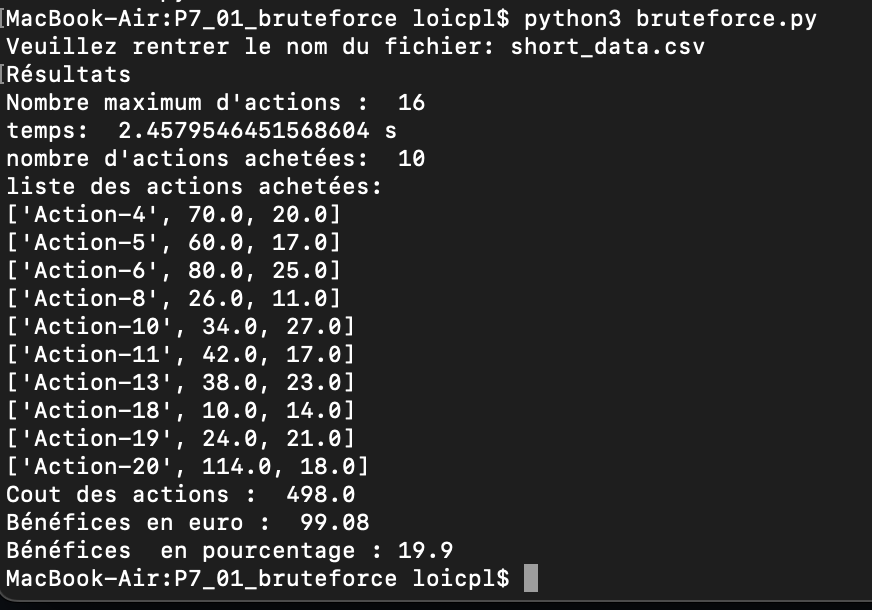 [MacBook-Air:P7_01_bruteforce loicpl$ python3 bruteforce.py
Veuillez rentrer le nom du fichier: short_data.csv
[Résultats
Nombre maximum d'actions :  16
temps:  2.4579546451568604 s
nombre d'actions achetées:  10
liste des actions achetées:
['Action-4', 70.0, 20.0]
['Action-5', 60.0, 17.0]
['Action-6', 80.0, 25.0]
['Action-8', 26.0, 11.0]
['Action-10', 34.0, 27.0]
['Action-11', 42.0, 17.0]
['Action-13', 38.0, 23.0]
['Action-18', 10.0, 14.0]
['Action-19', 24.0, 21.0]
['Action-20', 114.0, 18.0]
Cout des actions :  498.0
Bénéfices en euro :  99.08
Bénéfices  en pourcentage : 19.9
MacBook-Air:P7_01_bruteforce loicpl$